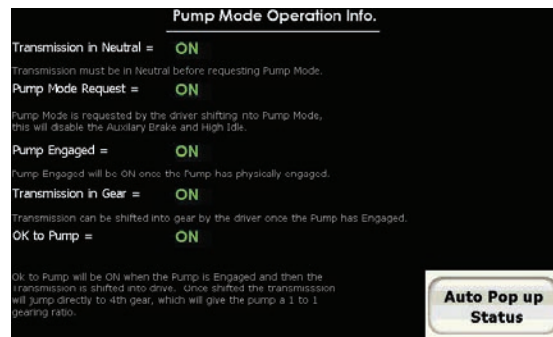 Pump Mode Operation Info.
Transmission in Neutral = ON
Transmission must be in Neutral before requesting Pump Mode.
Pump Mode Request = ON
Pump Mode is requested by the driver shifting nto Pump Mode,
this will disable the Auxilary Brake and High Idle.
Pump Engaged = ON
Pump Engaged will be ON once the Pump has physically engaged.
Transmission in Gear = ON
Transmission can be shifted into gear by the driver once the Pump has Engaged.
OK to Pump = ON
Ok to Pump will be ON when the Pump is Engaged and then the
Transmission is shifted into drive. Once shifted the transmisssion
will jump directly to 4th gear, which will give the pump a 1 to 1
gearing ratio.
Auto Pop up
Status